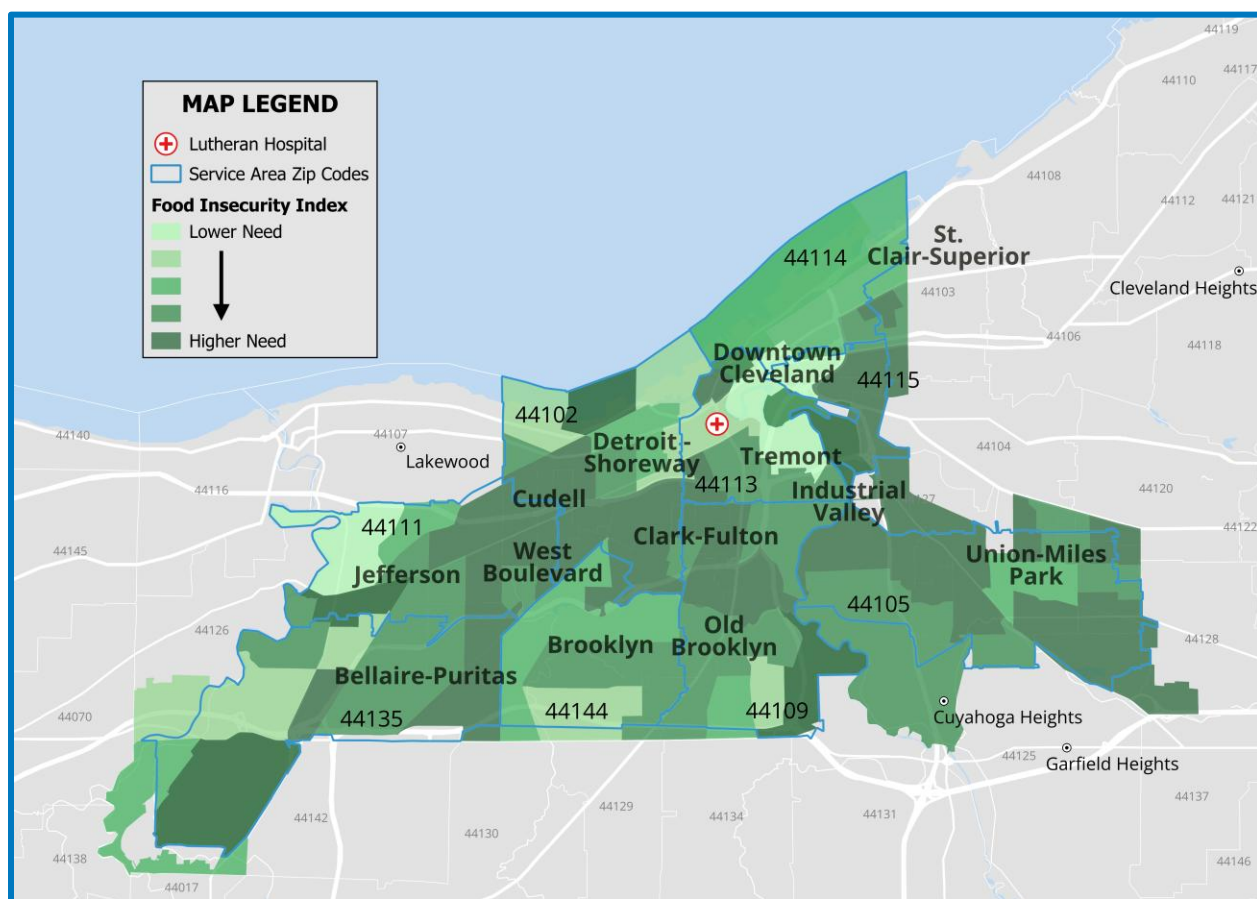 MAP LEGEND
Lutheran Hospital
Service Area Zip Codes
Food Insecurity Index
Lower Need
Higher Need
44119
44117
44110
44108
44112
44121
St.
Clair-Superior
44114
44103
Cleveland Heights
44106
44118
Downtown
Cleveland
44115
44102
44107
Lakewood
44140
Detroit -
Shoreway
Tremont
44104
44113
44116
Cudell
Industrial
Valley
44120
44111
44122
44145
Clark-Fulton
West
Boulevard
Jefferson
Union-Miles
Park
44105
44126
44128
Brooklyn
Old
Brooklyn
Bellaire-Puritas
44070
44135
44144
44109
Cuyahoga Heights
44125
Garfield Heights
44142
44129
44134
44131
44137
44130
44138
44017
44146